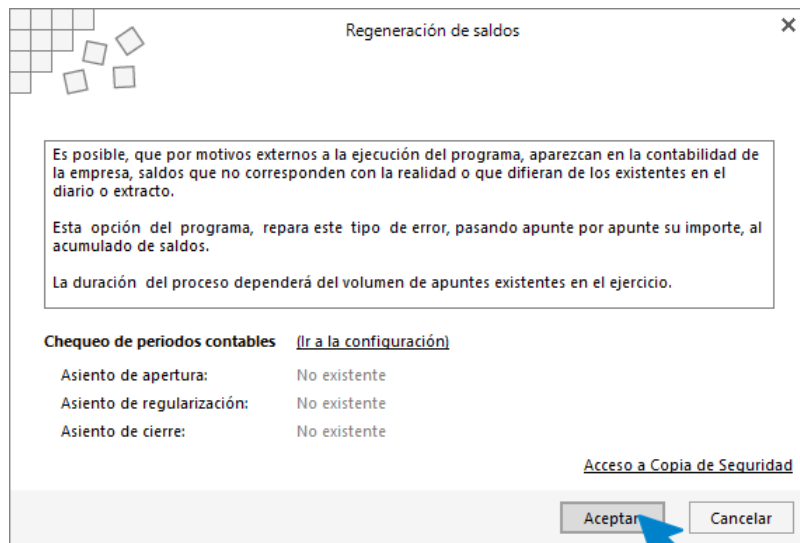 Regeneración de saldos
Es posible, que por motivos externos a la ejecución del programa, aparezcan en la contabilidad de
la empresa, saldos que no corresponden con la realidad o que difieran de los existentes en el
diario o extracto.
Esta opción del programa, repara este tipo de error, pasando apunte por apunte su importe, al
acumulado de saldos.
La duración del proceso dependerá del volumen de apuntes existentes en el ejercicio.
Chequeo de periodos contables (Ir a la configuración)
Asiento de apertura: No existente
Asiento de regularización: No existente
Asiento de cierre: No existente
Acceso a Copia de Seguridad
Aceptar Cancelar